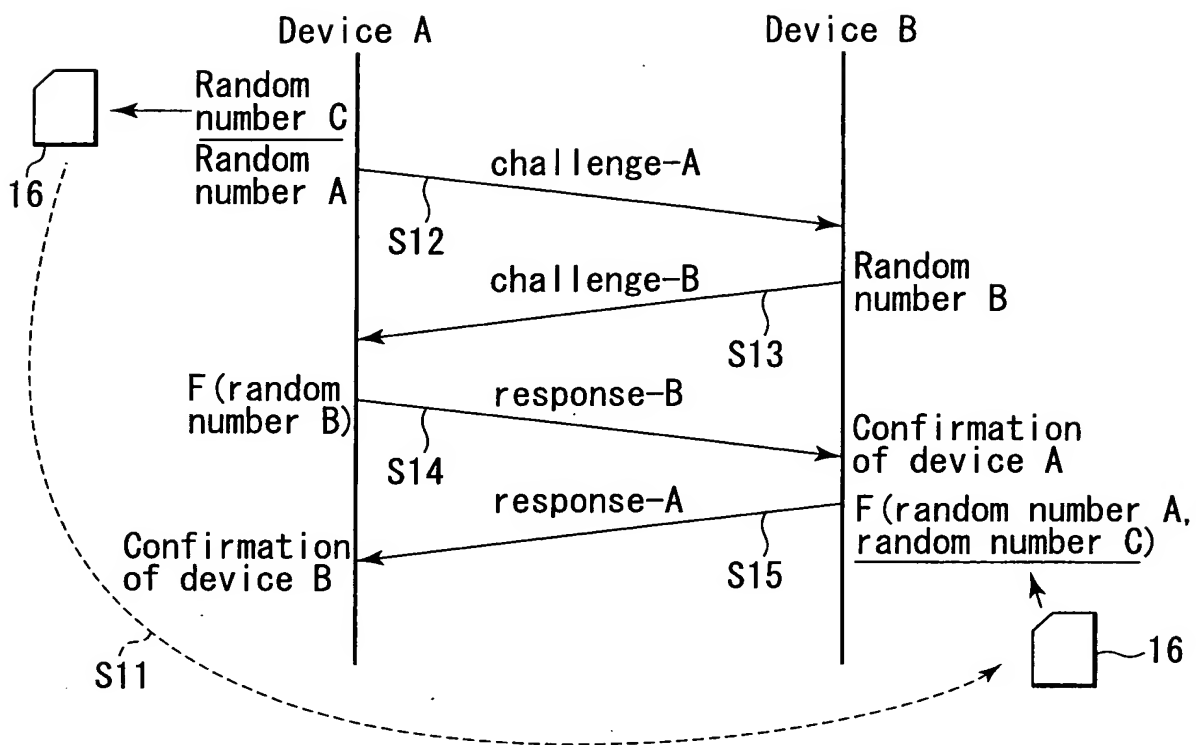 Device A
Device B
Random
number C
Random
number A
16
challenge-A
S12
challenge-B
Random
number B
S13
F(random
number B)
response-B
S14
Confirmation
of device A
response-A
F(random number A,
random number C)
Confirmation
of device B
S15
S11
16